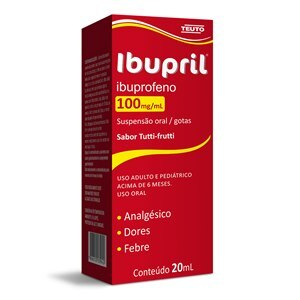 TEUTO
Ibupril®
ibuprofeno
100mg/mL
Suspensão oral / gotas
Sabor Tutti-frutti
USO ADULTO E PEDIÁTRICO
ACIMA DE 6 MESES.
USO ORAL
• Analgésico
• Dores
• Febre
Conteúdo 20mL